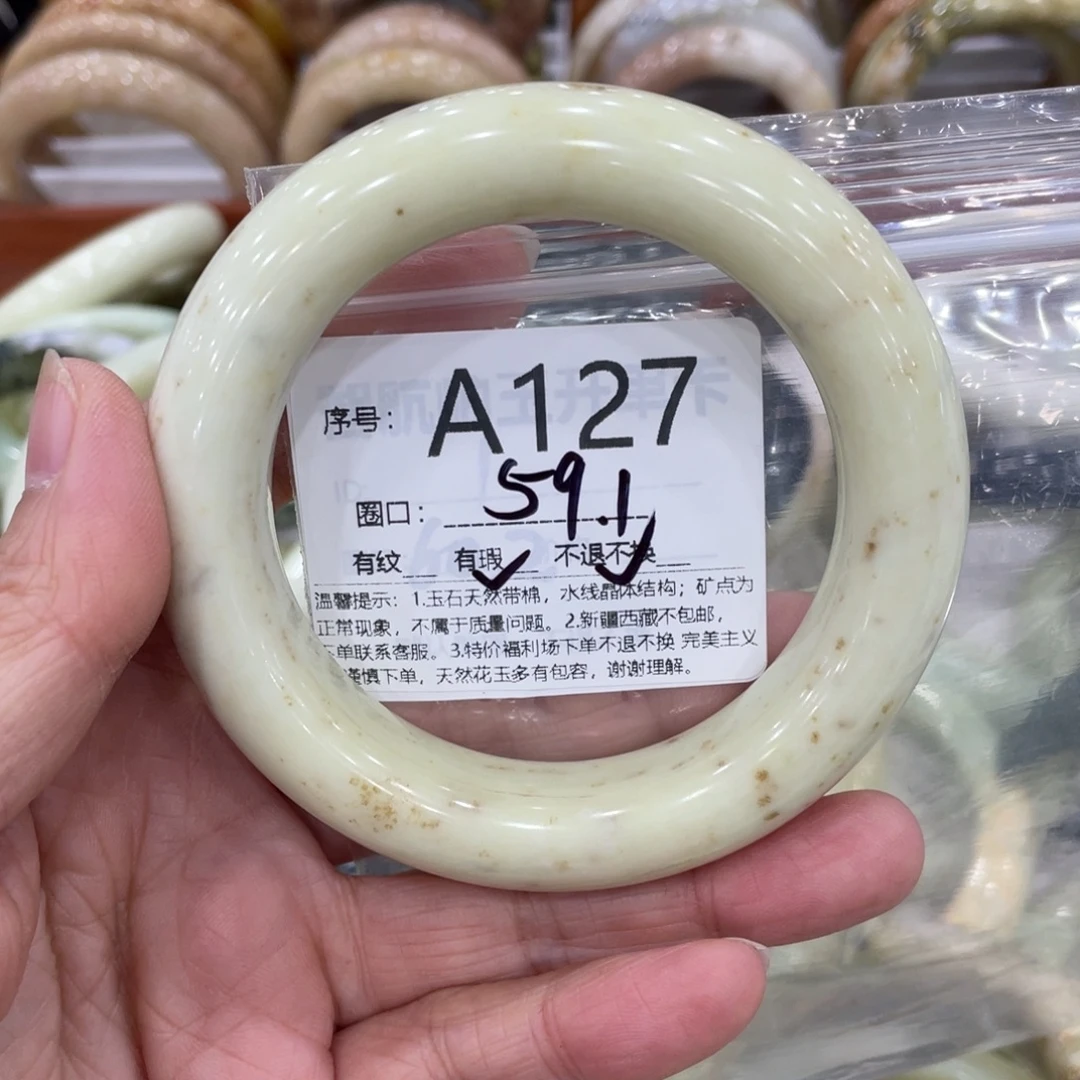 序号: A127
圈口: 59.1
有纹 有瑕 ✓ 不退不换 ✓
温馨提示: 1.玉石天然带棉, 水线晶体结构; 矿点为
正常现象, 不属于质量问题。2.新疆西藏不包邮,
单联系客服。3.特价福利场下单不退不换 完美主义
谨慎下单, 天然花玉多有包容, 谢谢理解。